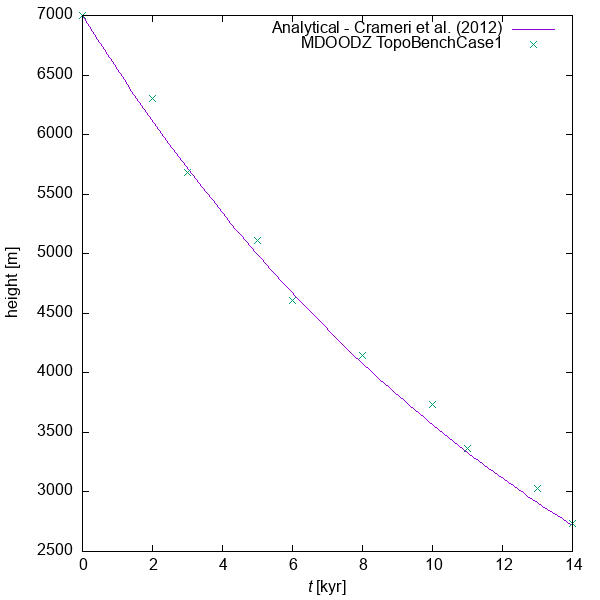 Analytical - Crameri et al. (2012)
MDOODZ TopoBenchCase1
7000
6500
6000
5500
5000
4500
4000
3500
3000
2500
height [m]
0 2 4 6 8 10 12 14
t [kyr]